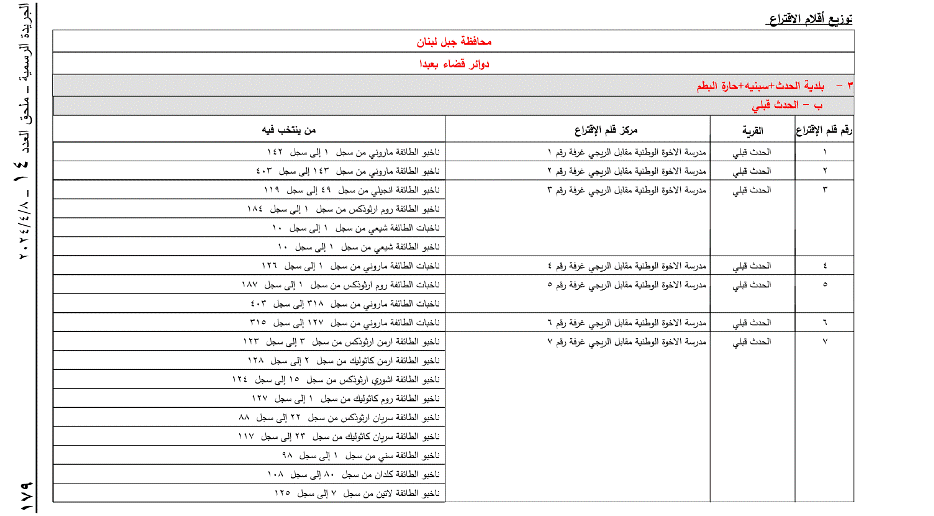 توزيع أقلام الاقتراع
محافظة جبل لبنان
دوائر قضاء بعبدا
٣ - بلدية الحدث+سبنيه+حارة البطم
ب - الحدث قبلي
رقم قلم الإقتراع القرية مركز قلم الإقتراع من ينتخب فيه
١ الحدث قبلي مدرسة الاخوة الوطنية مقابل الريجي غرفة رقم ١ ناخبو الطائفة ماروني من سجل ١ إلى سجل ١٤٢
٢ الحدث قبلي مدرسة الاخوة الوطنية مقابل الريجي غرفة رقم ٢ ناخبو الطائفة ماروني من سجل ١٤٣ إلى سجل ٤٠٣
٣ الحدث قبلي مدرسة الاخوة الوطنية مقابل الريجي غرفة رقم ٣ ناخبو الطائفة انجيلي من سجل ٤٩ إلى سجل ١١٩
ناخبو الطائفة روم ارثوذكس من سجل ١ إلى سجل ١٨٤
ناخبات الطائفة شيعي من سجل ١ إلى سجل ١٠
ناخبو الطائفة شيعي من سجل ١ إلى سجل ١٠
٤ الحدث قبلي مدرسة الاخوة الوطنية مقابل الريجي غرفة رقم ٤ ناخبات الطائفة ماروني من سجل ١ إلى سجل ١٢٦
٥ الحدث قبلي مدرسة الاخوة الوطنية مقابل الريجي غرفة رقم ٥ ناخبات الطائفة روم ارثوذكس من سجل ١ إلى سجل ١٨٧
ناخبات الطائفة ماروني من سجل ٣١٨ إلى سجل ٤٠٣
٦ الحدث قبلي مدرسة الاخوة الوطنية مقابل الريجي غرفة رقم ٦ ناخبات الطائفة ماروني من سجل ١٢٧ إلى سجل ٣١٥
٧ الحدث قبلي مدرسة الاخوة الوطنية مقابل الريجي غرفة رقم ٧ ناخبو الطائفة ارمن ارثوذكس من سجل ٣ إلى سجل ١٢٣
ناخبو الطائفة ارمن كاثوليك من سجل ٢ إلى سجل ١٢٨
ناخبو الطائفة اشوري ارثوذكس من سجل ١٥ إلى سجل ١٢٤
ناخبو الطائفة روم كاثوليك من سجل ١ إلى سجل ١٢٧
ناخبو الطائفة سريان ارثوذكس من سجل ٢٢ إلى سجل ٨٨
ناخبو الطائفة سريان كاثوليك من سجل ٢٣ إلى سجل ١١٧
ناخبو الطائفة سني من سجل ١ إلى سجل ٩٨
ناخبو الطائفة كلدان من سجل ٨٠ إلى سجل ١٠٨
ناخبو الطائفة لاتين من سجل ٧ إلى سجل ١٢٥
الجريدة الرسمية – ملحق العدد ١٤ – ٢٠٢٤/٤/٨
١٧٩